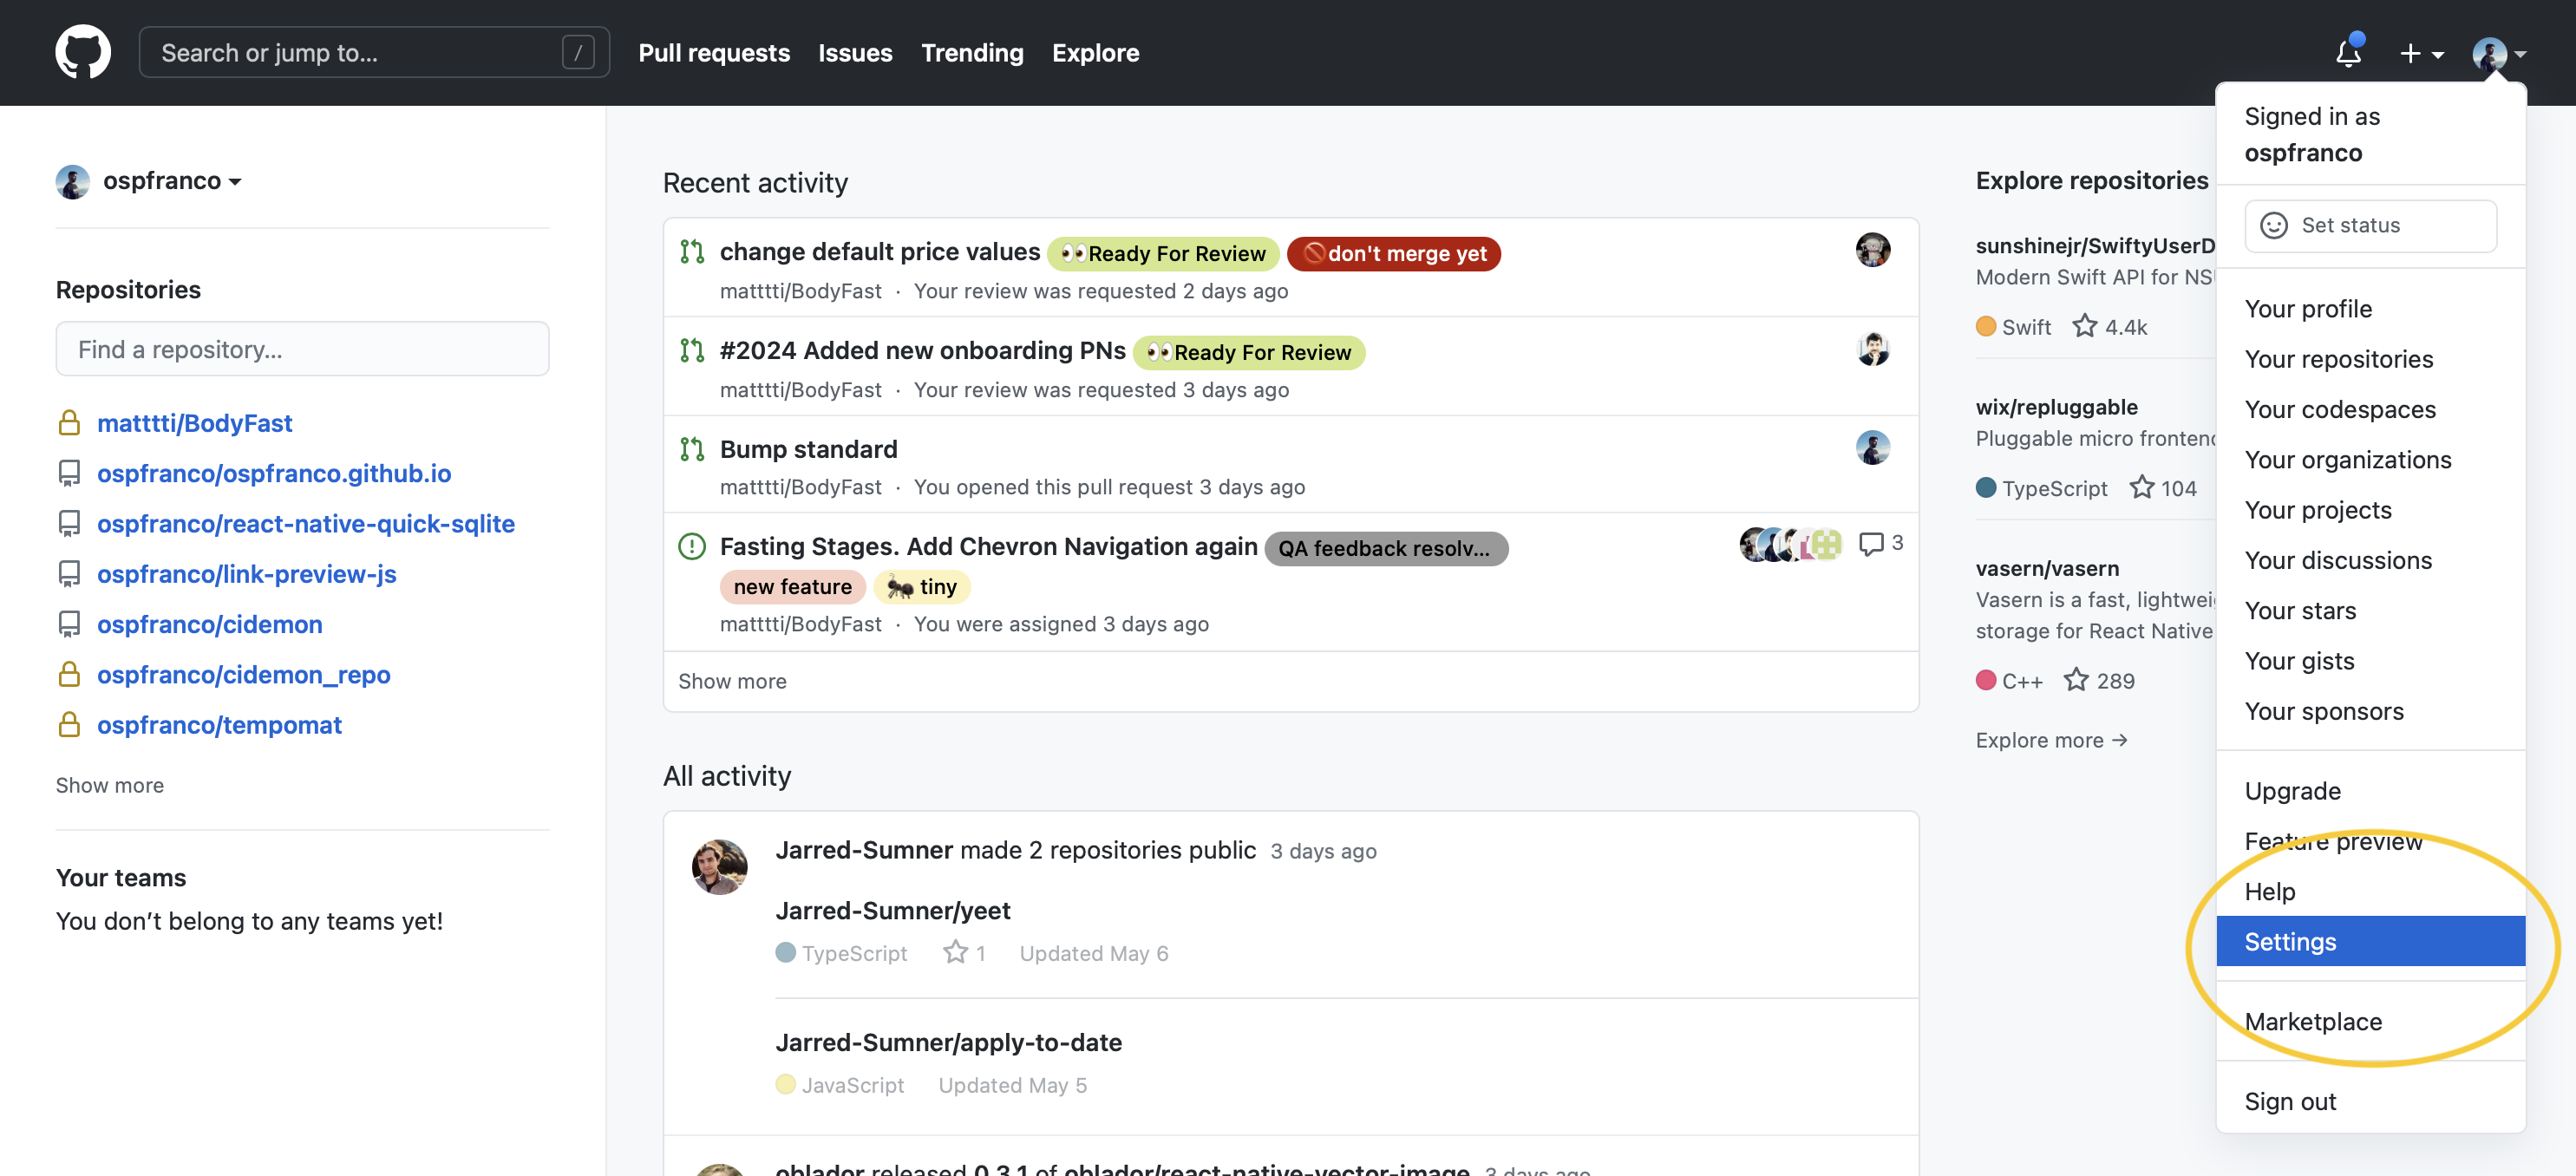 Search or jump to...
/
Pull requests
Issues
Trending
Explore
ospfranco
Repositories
Find a repository...
matttti/BodyFast
ospfranco/ospfranco.github.io
ospfranco/react-native-quick-sqlite
ospfranco/link-preview-js
ospfranco/cidemon
ospfranco/cidemon_repo
ospfranco/tempomat
Show more
Your teams
You don’t belong to any teams yet!
Recent activity
change default price values 👀Ready For Review 🚫don't merge yet
matttti/BodyFast · Your review was requested 2 days ago
#2024 Added new onboarding PNs 👀Ready For Review
matttti/BodyFast · Your review was requested 3 days ago
Bump standard
matttti/BodyFast · You opened this pull request 3 days ago
Fasting Stages. Add Chevron Navigation again QA feedback resolv...
3
new feature 🐜 tiny
matttti/BodyFast · You were assigned 3 days ago
Show more
All activity
Jarred-Sumner made 2 repositories public 3 days ago
Jarred-Sumner/yeet
TypeScript 1 Updated May 6
Jarred-Sumner/apply-to-date
JavaScript Updated May 5
oblador released 0.3.1 of oblador/react-native-vector-image 3 days ago
Explore repositories
sunshinejr/SwiftyUserD
Modern Swift API for NS
Swift 4.4k
wix/repluggable
Pluggable micro fronten
TypeScript 104
vasern/vasern
Vasern is a fast, lightwei
storage for React Native
C++ 289
Explore more →
Signed in as
ospfranco
Set status
Your profile
Your repositories
Your codespaces
Your organizations
Your projects
Your discussions
Your stars
Your gists
Your sponsors
Upgrade
Feature preview
Help
Settings
Marketplace
Sign out